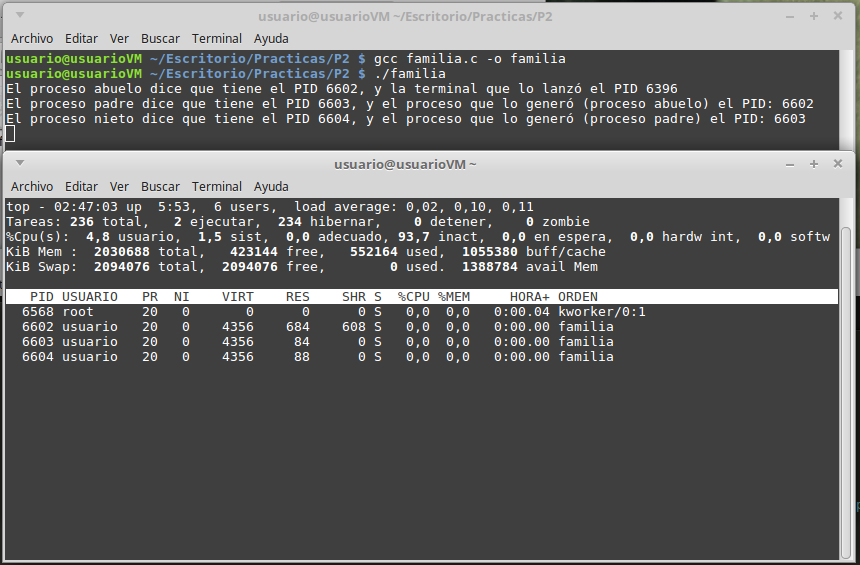 usuario@usuarioVM ~/Escritorio/Practicas/P2
Archivo Editar Ver Buscar Terminal Ayuda
usuario@usuarioVM ~/Escritorio/Practicas/P2 $ gcc familia.c -o familia
usuario@usuarioVM ~/Escritorio/Practicas/P2 $ ./familia
El proceso abuelo dice que tiene el PID 6602, y la terminal que lo lanzó el PID 6396
El proceso padre dice que tiene el PID 6603, y el proceso que lo generó (proceso abuelo) el PID: 6602
El proceso nieto dice que tiene el PID 6604, y el proceso que lo generó (proceso padre) el PID: 6603
usuario@usuarioVM ~
Archivo Editar Ver Buscar Terminal Ayuda
top - 02:47:03 up 5:53, 6 users, load average: 0,02, 0,10, 0,11
Tareas: 236 total, 2 ejecutar, 234 hibernar, 0 detener, 0 zombie
%Cpu(s): 4,8 usuario, 1,5 sist, 0,0 adecuado, 93,7 inact, 0,0 en espera, 0,0 hardw int, 0,0 softw
KiB Mem : 2030688 total, 423144 free, 552164 used, 1055380 buff/cache
KiB Swap: 2094076 total, 2094076 free, 0 used. 1388784 avail Mem
PID USUARIO PR NI VIRT RES SHR S %CPU %MEM HORA+ ORDEN
6568 root 20 0 0 0 0 S 0,0 0,0 0:00.04 kworker/0:1
6602 usuario 20 0 4356 684 608 S 0,0 0,0 0:00.00 familia
6603 usuario 20 0 4356 84 0 S 0,0 0,0 0:00.00 familia
6604 usuario 20 0 4356 88 0 S 0,0 0,0 0:00.00 familia